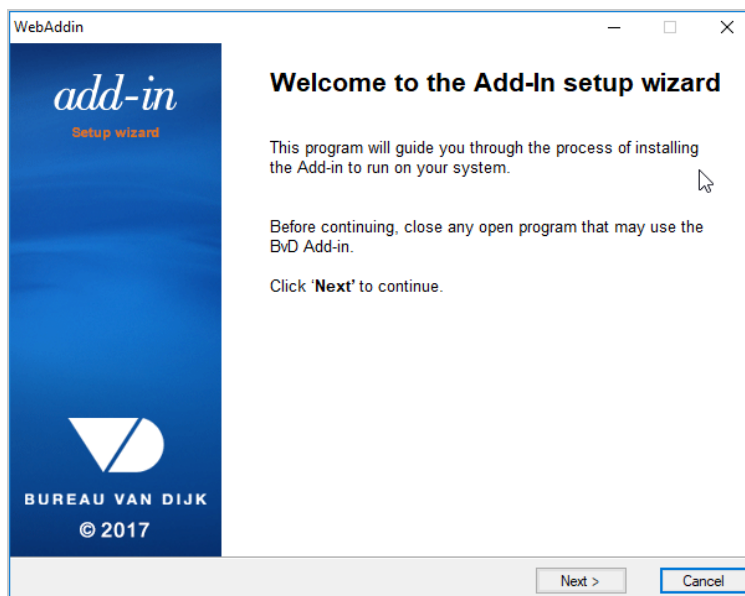 WebAddin
add-in
Setup wizard
Welcome to the Add-In setup wizard
This program will guide you through the process of installing
the Add-in to run on your system.
Before continuing, close any open program that may use the
BvD Add-in.
Click ‘Next’ to continue.
BUREAU VAN DIJK
© 2017
Next >
Cancel